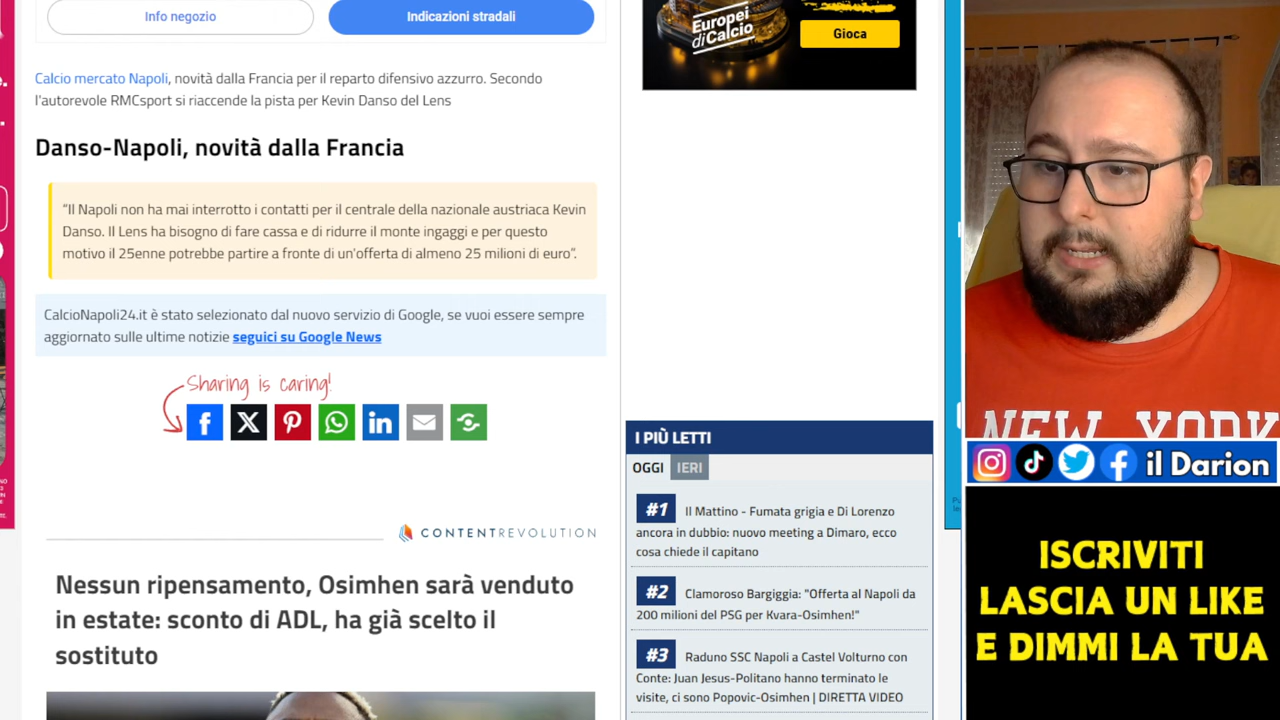 Info negozio
Indicazioni stradali
Calcio mercato Napoli, novità dalla Francia per il reparto difensivo azzurro. Secondo
l'autorevole RMCsport si riaccende la pista per Kevin Danso del Lens
Danso-Napoli, novità dalla Francia
“Il Napoli non ha mai interrotto i contatti per il centrale della nazionale austriaca Kevin
Danso. Il Lens ha bisogno di fare cassa e di ridurre il monte ingaggi e per questo
motivo il 25enne potrebbe partire a fronte di un'offerta di almeno 25 milioni di euro”.
CalcioNapoli24.it è stato selezionato dal nuovo servizio di Google, se vuoi essere sempre
aggiornato sulle ultime notizie seguici su Google News
Sharing is caring!
CONTENTREVOLUTION
Nessun ripensamento, Osimhen sarà venduto
in estate: sconto di ADL, ha già scelto il
sostituto
Europei
di Calcio
Gioca
I PIÙ LETTI
OGGI IERI
#1 Il Mattino - Fumata grigia e Di Lorenzo
ancora in dubbio: nuovo meeting a Dimaro, ecco
cosa chiede il capitano
#2 Clamoroso Bargiggia: "Offerta al Napoli da
200 milioni del PSG per Kvara-Osimhen!"
#3 Raduno SSC Napoli a Castel Volturno con
Conte: Juan Jesus-Politano hanno terminato le
visite, ci sono Popovic-Osimhen | DIRETTA VIDEO
NEW YORK
il Darion
ISCRIVITI
LASCIA UN LIKE
E DIMMI LA TUA